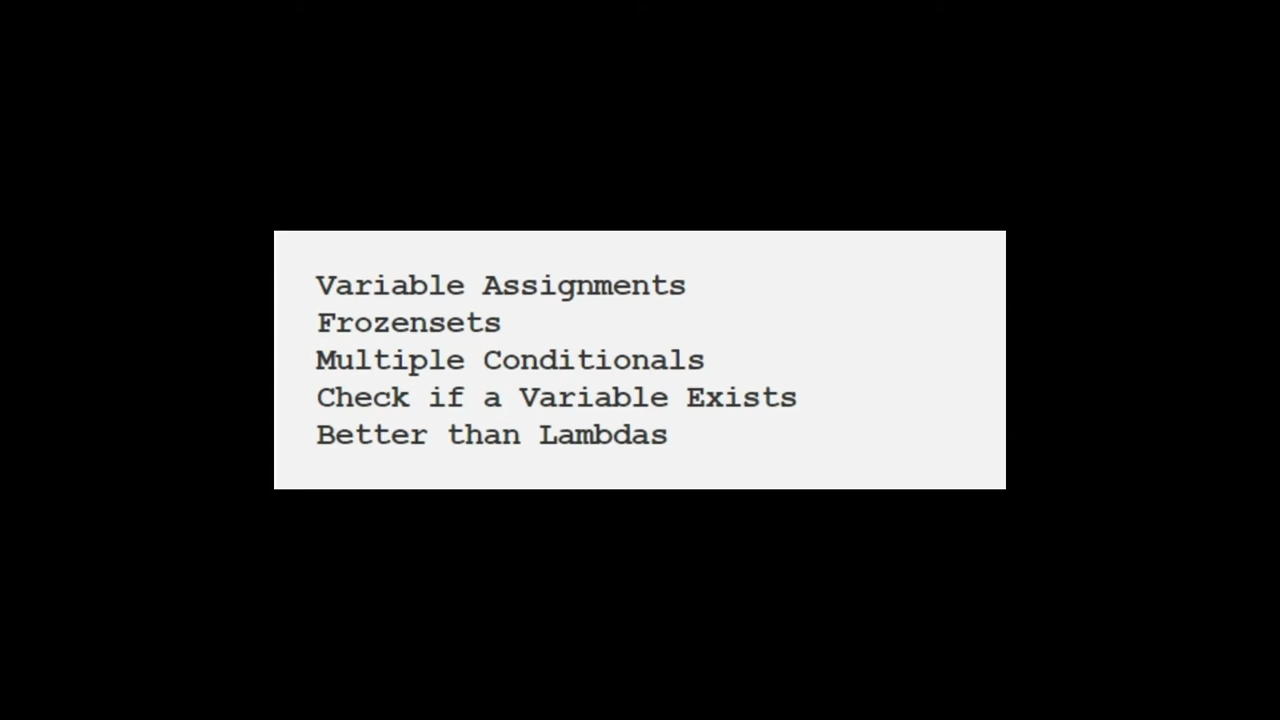 Variable Assignments
Frozensets
Multiple Conditionals
Check if a Variable Exists
Better than Lambdas